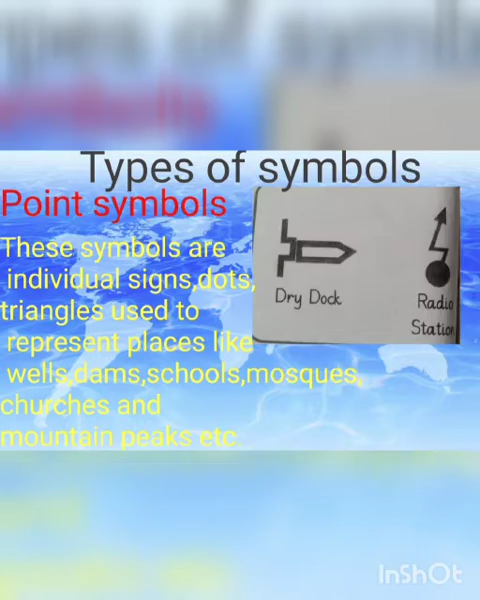 Types of symbols
Point symbols
These symbols are
individual signs,dots,
triangles used to
represent places like
wells,dams,schools,mosques,
churches and
mountain peaks etc.
Dry Dock
Radio
Station
InShOt